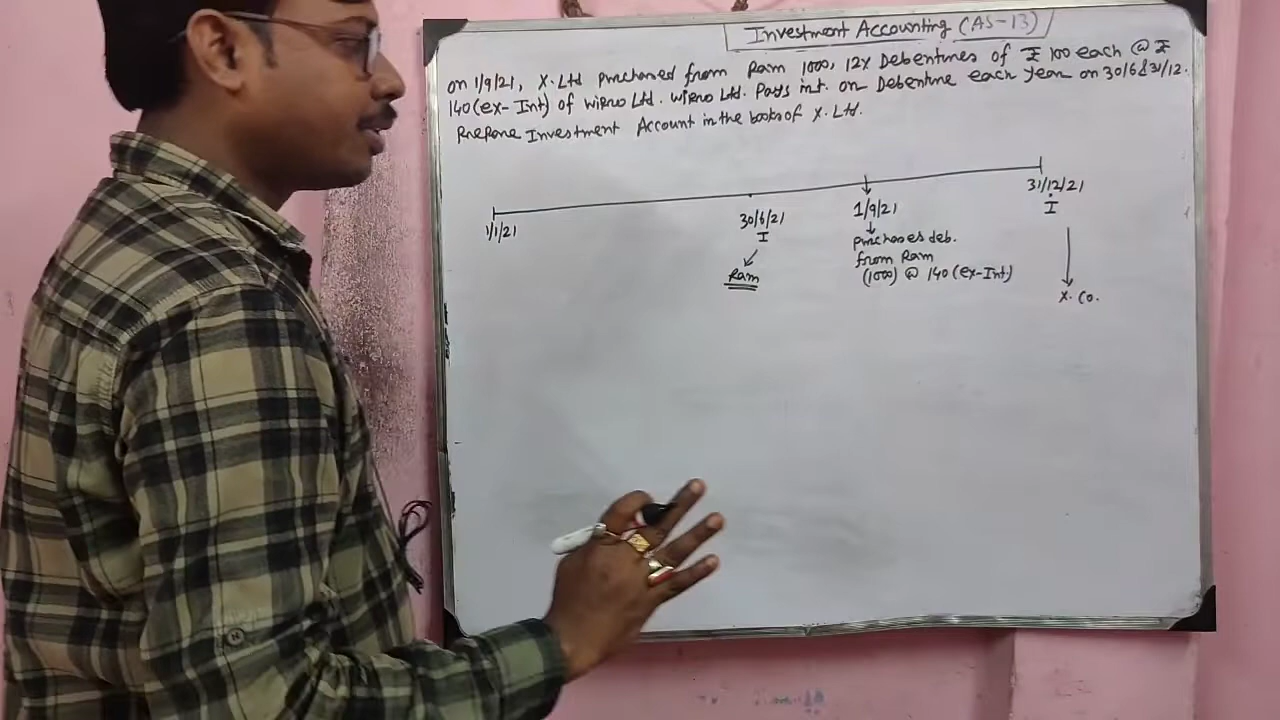 Investment Accounting (AS-13)
on 1/9/21, X.Ltd purchased from Ram 1000, 12% Debentures of ₹ 100 each @ ₹
140 (ex-Int) of Wipro Ltd. Wipro Ltd. Pays int. on Debentine each year on 30/6 & 31/12.
Prepare Investment Account in the books of X.Ltd.
1/1/21
30/6/21
I
Ram
1/9/21
purchases deb.
from Ram
(1000) @ 140 (ex-Int)
31/12/21
I
X.Co.